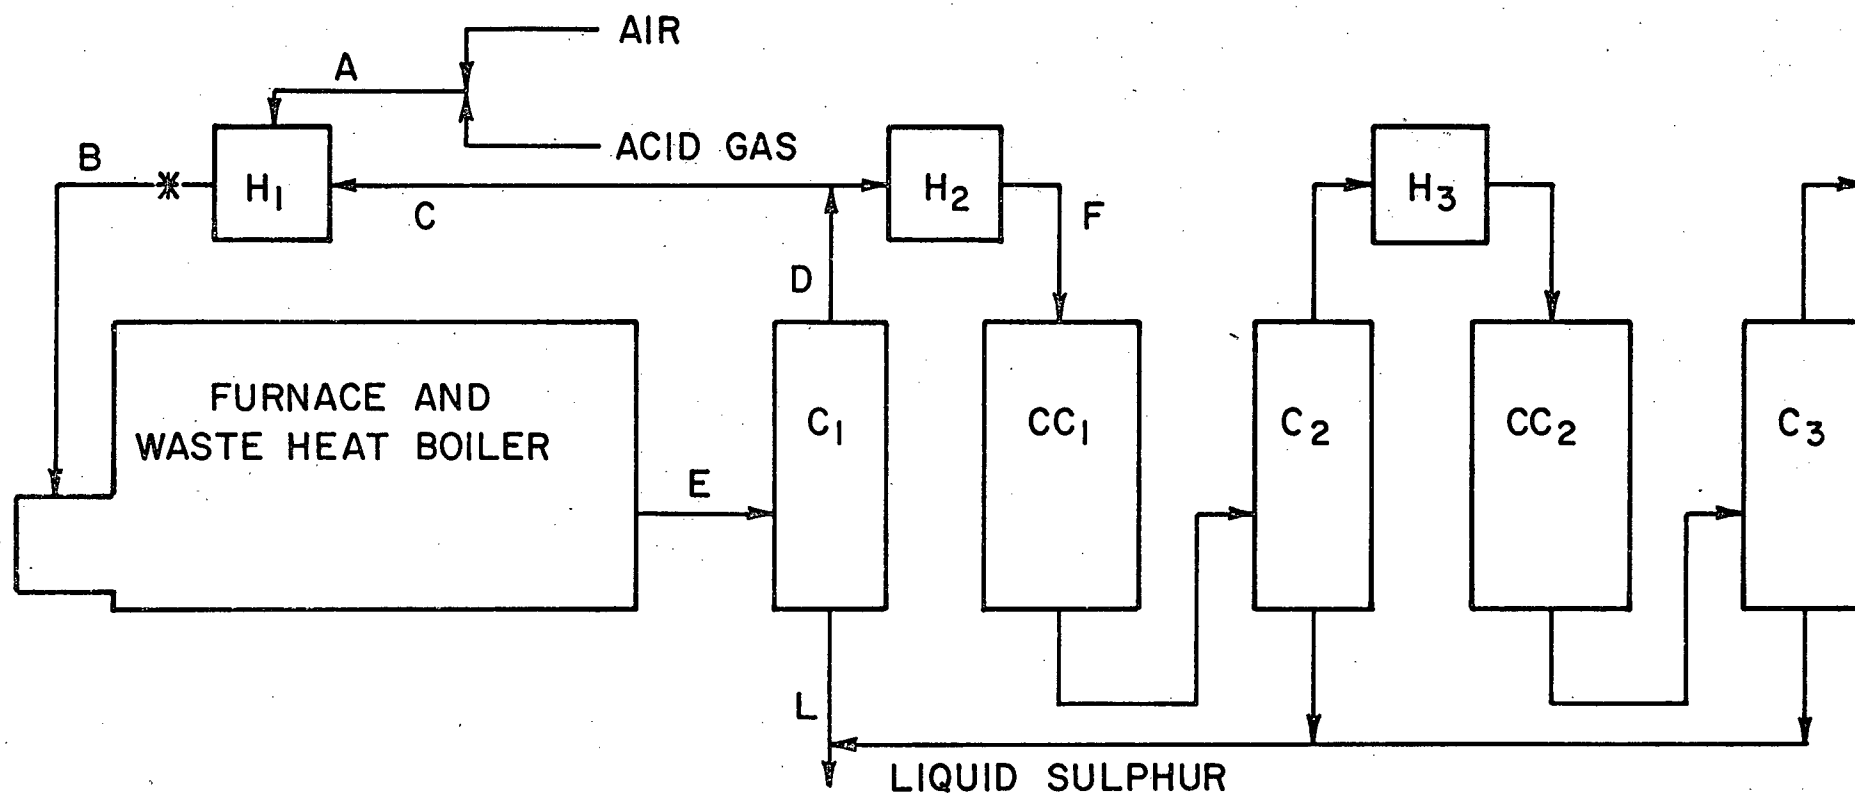 AIR
A
ACID GAS
B
H1
C
H2
F
H3
D
FURNACE AND
WASTE HEAT BOILER
E
C1
CC1
C2
CC2
C3
L
LIQUID SULPHUR